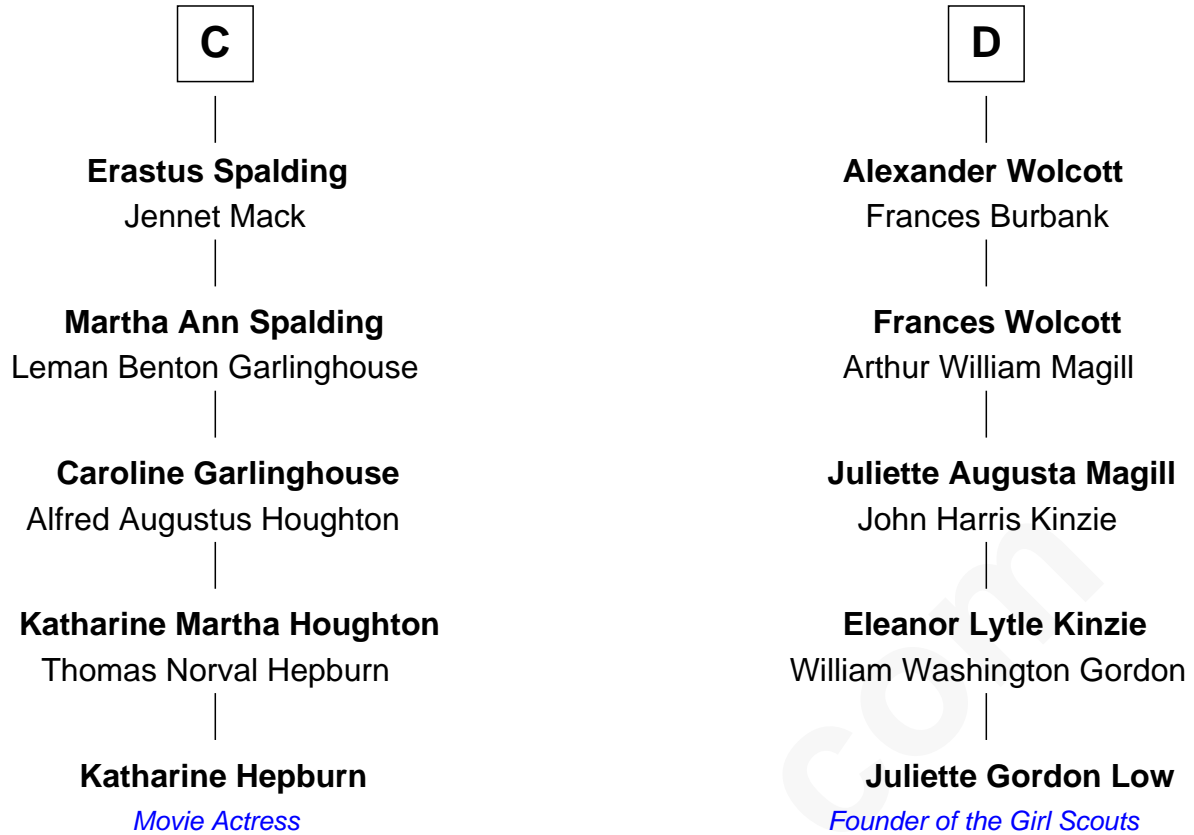 C
Erastus Spalding
Jennet Mack
Martha Ann Spalding
Leman Benton Garlinghouse
Caroline Garlinghouse
Alfred Augustus Houghton
Katharine Martha Houghton
Thomas Norval Hepburn
Katharine Hepburn
Movie Actress
D
Alexander Wolcott
Frances Burbank
Frances Wolcott
Arthur William Magill
Juliette Augusta Magill
John Harris Kinzie
Eleanor Lytle Kinzie
William Washington Gordon
Juliette Gordon Low
Founder of the Girl Scouts
com